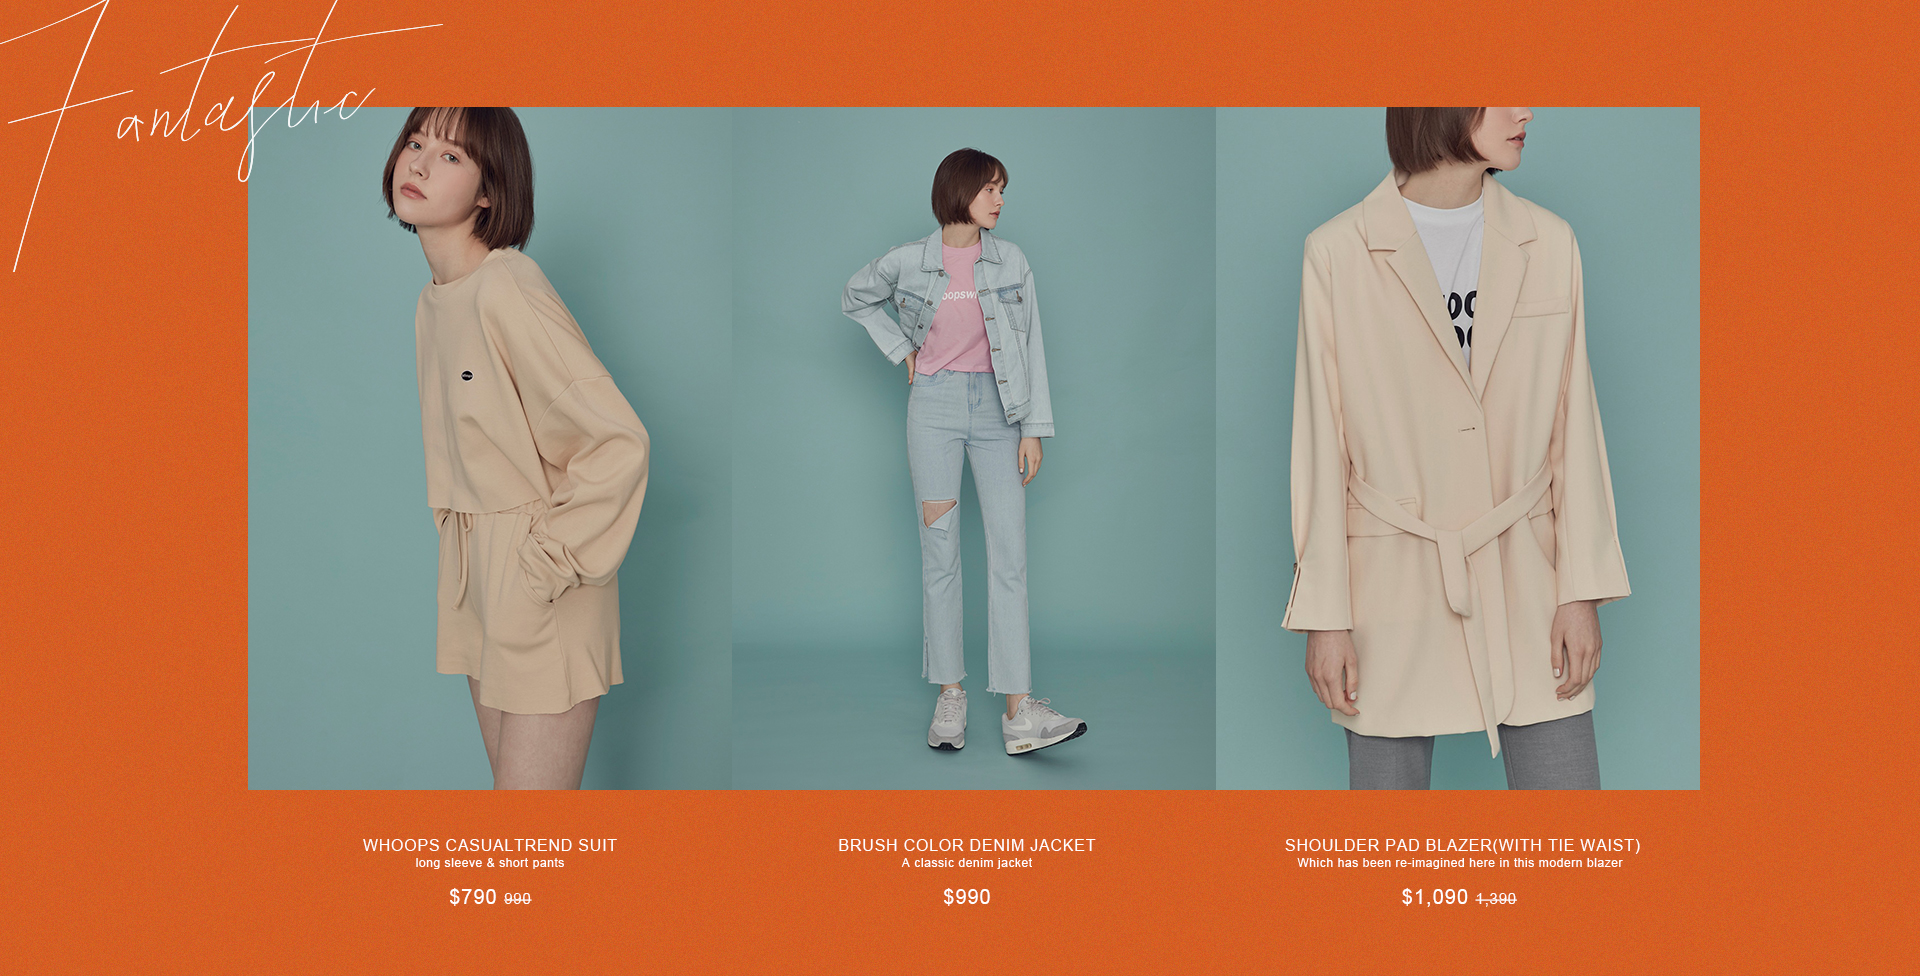 Fantastic
oopsw
WHOOPS CASUALTREND SUIT
long sleeve & short pants
$790 990
BRUSH COLOR DENIM JACKET
A classic denim jacket
$990
SHOULDER PAD BLAZER(WITH TIE WAIST)
Which has been re-imagined here in this modern blazer
$1,090 1,390